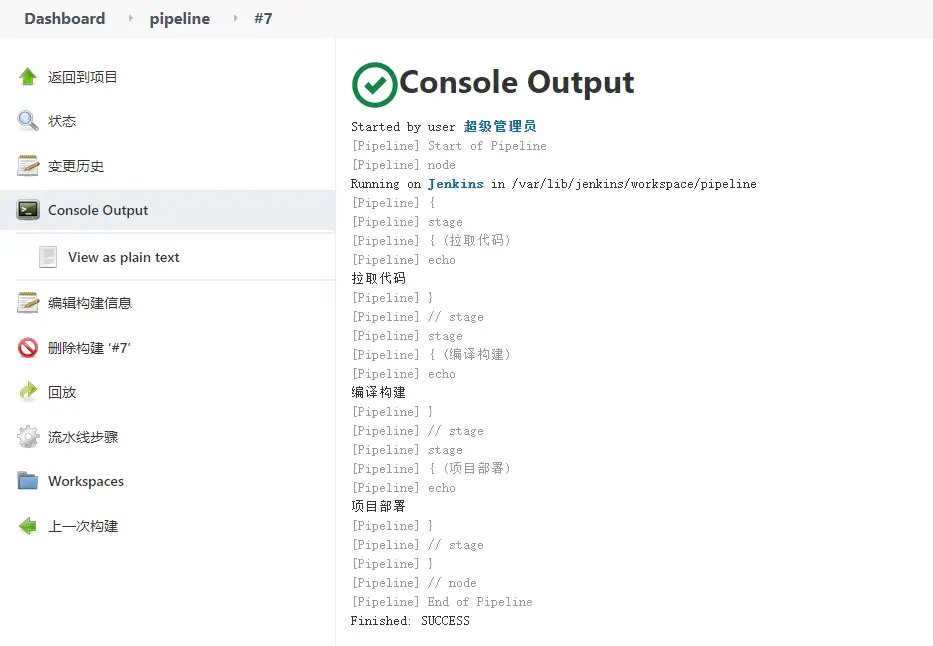 Dashboard pipeline #7
返回到项目
状态
变更历史
Console Output
View as plain text
编辑构建信息
删除构建 '#7'
回放
流水线步骤
Workspaces
上一次构建
Console Output
Started by user 超级管理员
[Pipeline] Start of Pipeline
[Pipeline] node
Running on Jenkins in /var/lib/jenkins/workspace/pipeline
[Pipeline] {
[Pipeline] stage
[Pipeline] { (拉取代码)
[Pipeline] echo
拉取代码
[Pipeline] }
[Pipeline] // stage
[Pipeline] stage
[Pipeline] { (编译构建)
[Pipeline] echo
编译构建
[Pipeline] }
[Pipeline] // stage
[Pipeline] stage
[Pipeline] { (项目部署)
[Pipeline] echo
项目部署
[Pipeline] }
[Pipeline] // stage
[Pipeline] }
[Pipeline] // node
[Pipeline] End of Pipeline
Finished: SUCCESS